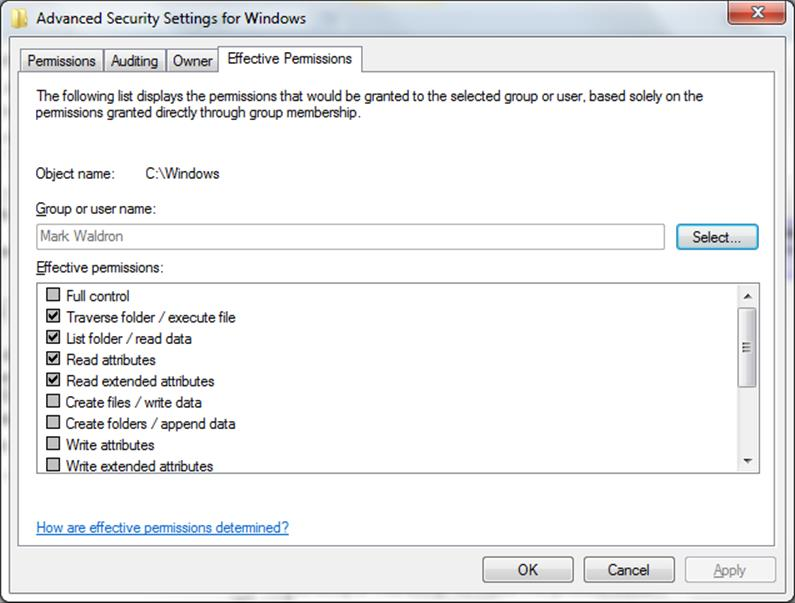 Advanced Security Settings for Windows
Permissions Auditing Owner Effective Permissions
The following list displays the permissions that would be granted to the selected group or user, based solely on the
permissions granted directly through group membership.
Object name: C:\Windows
Group or user name:
Mark Waldron Select...
Effective permissions:
Full control
Traverse folder / execute file
List folder / read data
Read attributes
Read extended attributes
Create files / write data
Create folders / append data
Write attributes
Write extended attributes
How are effective permissions determined?
OK Cancel Apply